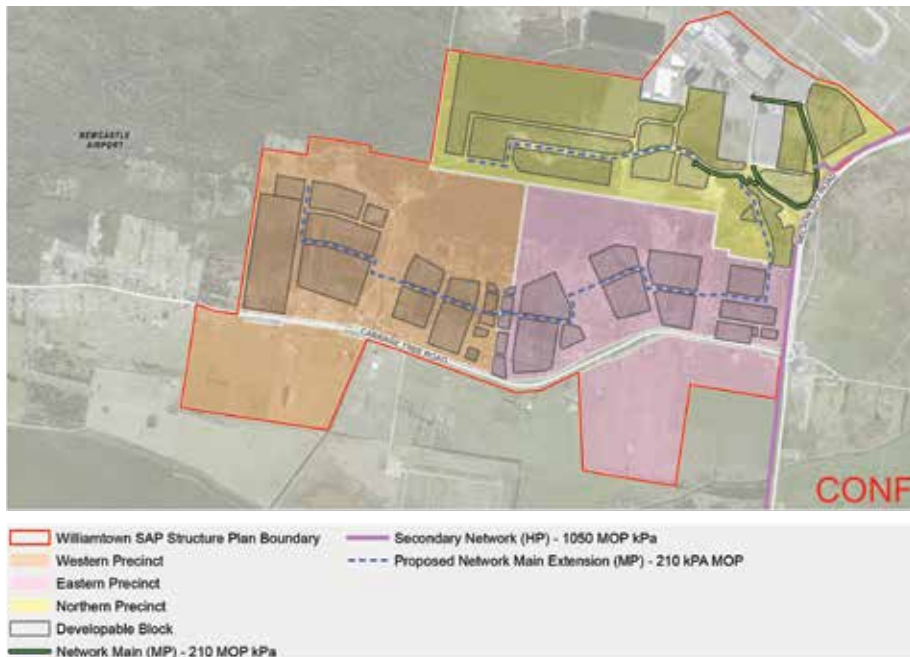 NEWCASTLE
AIRPORT
CABBAGE TREE ROAD
CONF
Williamtown SAP Structure Plan Boundary
Western Precinct
Eastern Precinct
Northern Precinct
Developable Block
Network Main (MP) - 210 MOP kPa
Secondary Network (HP) - 1050 MOP kPa
Proposed Network Main Extension (MP) - 210 kPA MOP